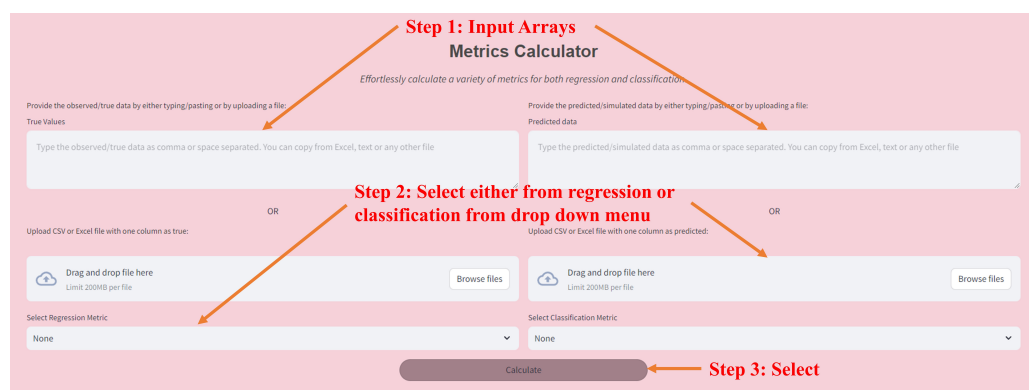 Step 1: Input Arrays
Metrics Calculator
Effortlessly calculate a variety of metrics for both regression and classification
Provide the observed/true data by either typing/pasting or by uploading a file:
True Values
Type the observed/true data as comma or space separated. You can copy from Excel, text or any other file
Provide the predicted/simulated data by either typing/pasting or by uploading a file:
Predicted data
Type the predicted/simulated data as comma or space separated. You can copy from Excel, text or any other file
Step 2: Select either from regression or
classification from drop down menu
OR
OR
Upload CSV or Excel file with one column as true:
Drag and drop file here
Limit 200MB per file
Browse files
Upload CSV or Excel file with one column as predicted:
Drag and drop file here
Limit 200MB per file
Browse files
Select Regression Metric
None
Select Classification Metric
None
Calculate
Step 3: Select